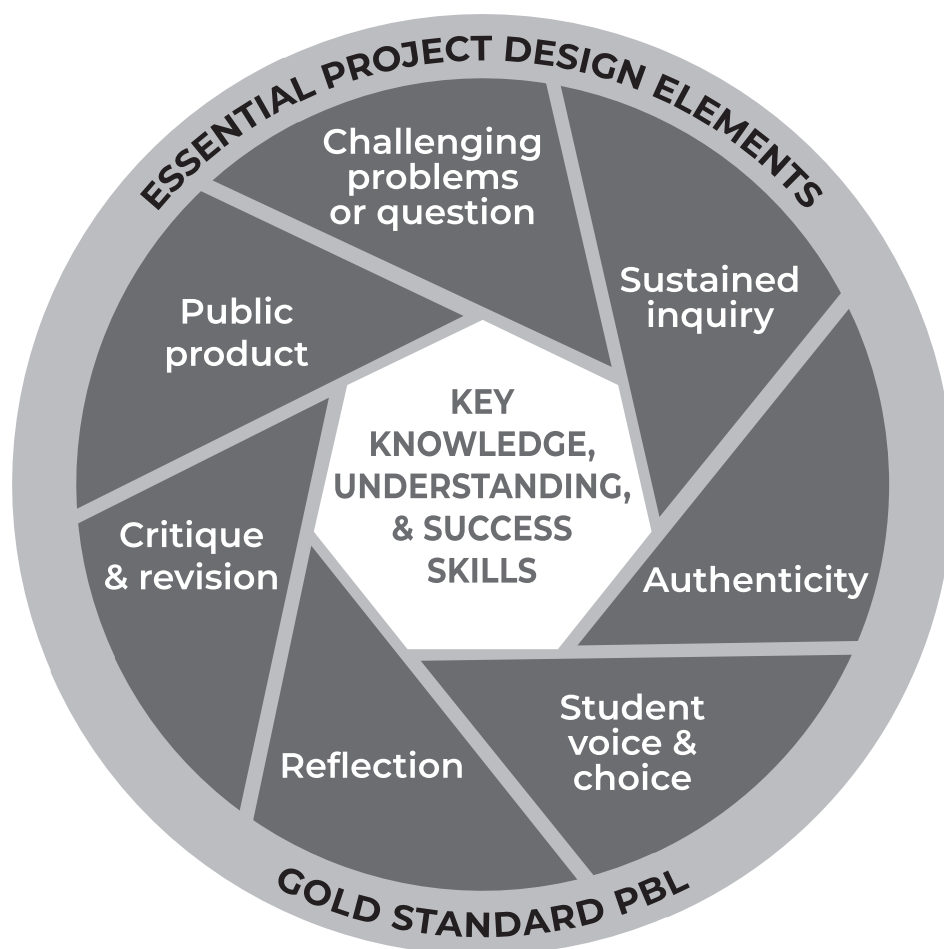 ESSENTIAL PROJECT DESIGN ELEMENTS
Challenging
problems
or question
Sustained
inquiry
Authenticity
Student
voice &
choice
Reflection
Critique
& revision
Public
product
KEY
KNOWLEDGE,
UNDERSTANDING,
& SUCCESS
SKILLS
GOLD STANDARD PBL